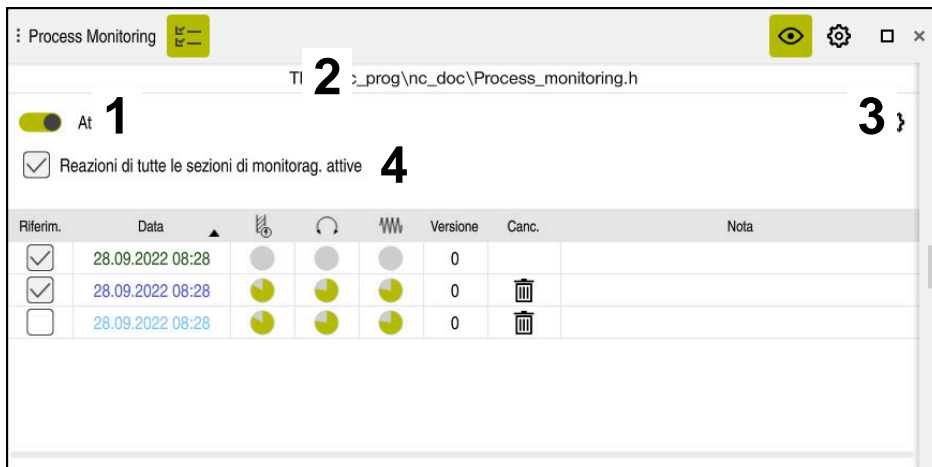 Process Monitoring
2 c_prog\nc_doc\Process_monitoring.h
1 3
4 Reazioni di tutte le sezioni di monitorag. attive
Riferim. Data Versione Canc. Nota
28.09.2022 08:28 0
28.09.2022 08:28 0
28.09.2022 08:28 0